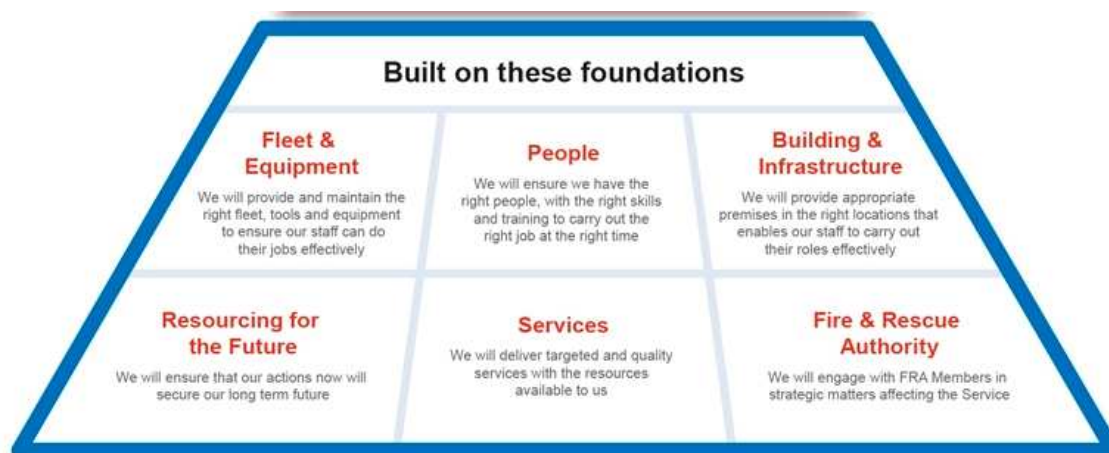 Built on these foundations
Fleet &
Equipment
We will provide and maintain the
right fleet, tools and equipment
to ensure our staff can do
their jobs effectively
People
We will ensure we have the
right people, with the right skills
and training to carry out the
right job at the right time
Building &
Infrastructure
We will provide appropriate
premises in the right locations that
enables our staff to carry out
their roles effectively
Resourcing for
the Future
We will ensure that our actions now will
secure our long term future
Services
We will deliver targeted and quality
services with the resources
available to us
Fire & Rescue
Authority
We will engage with FRA Members in
strategic matters affecting the Service